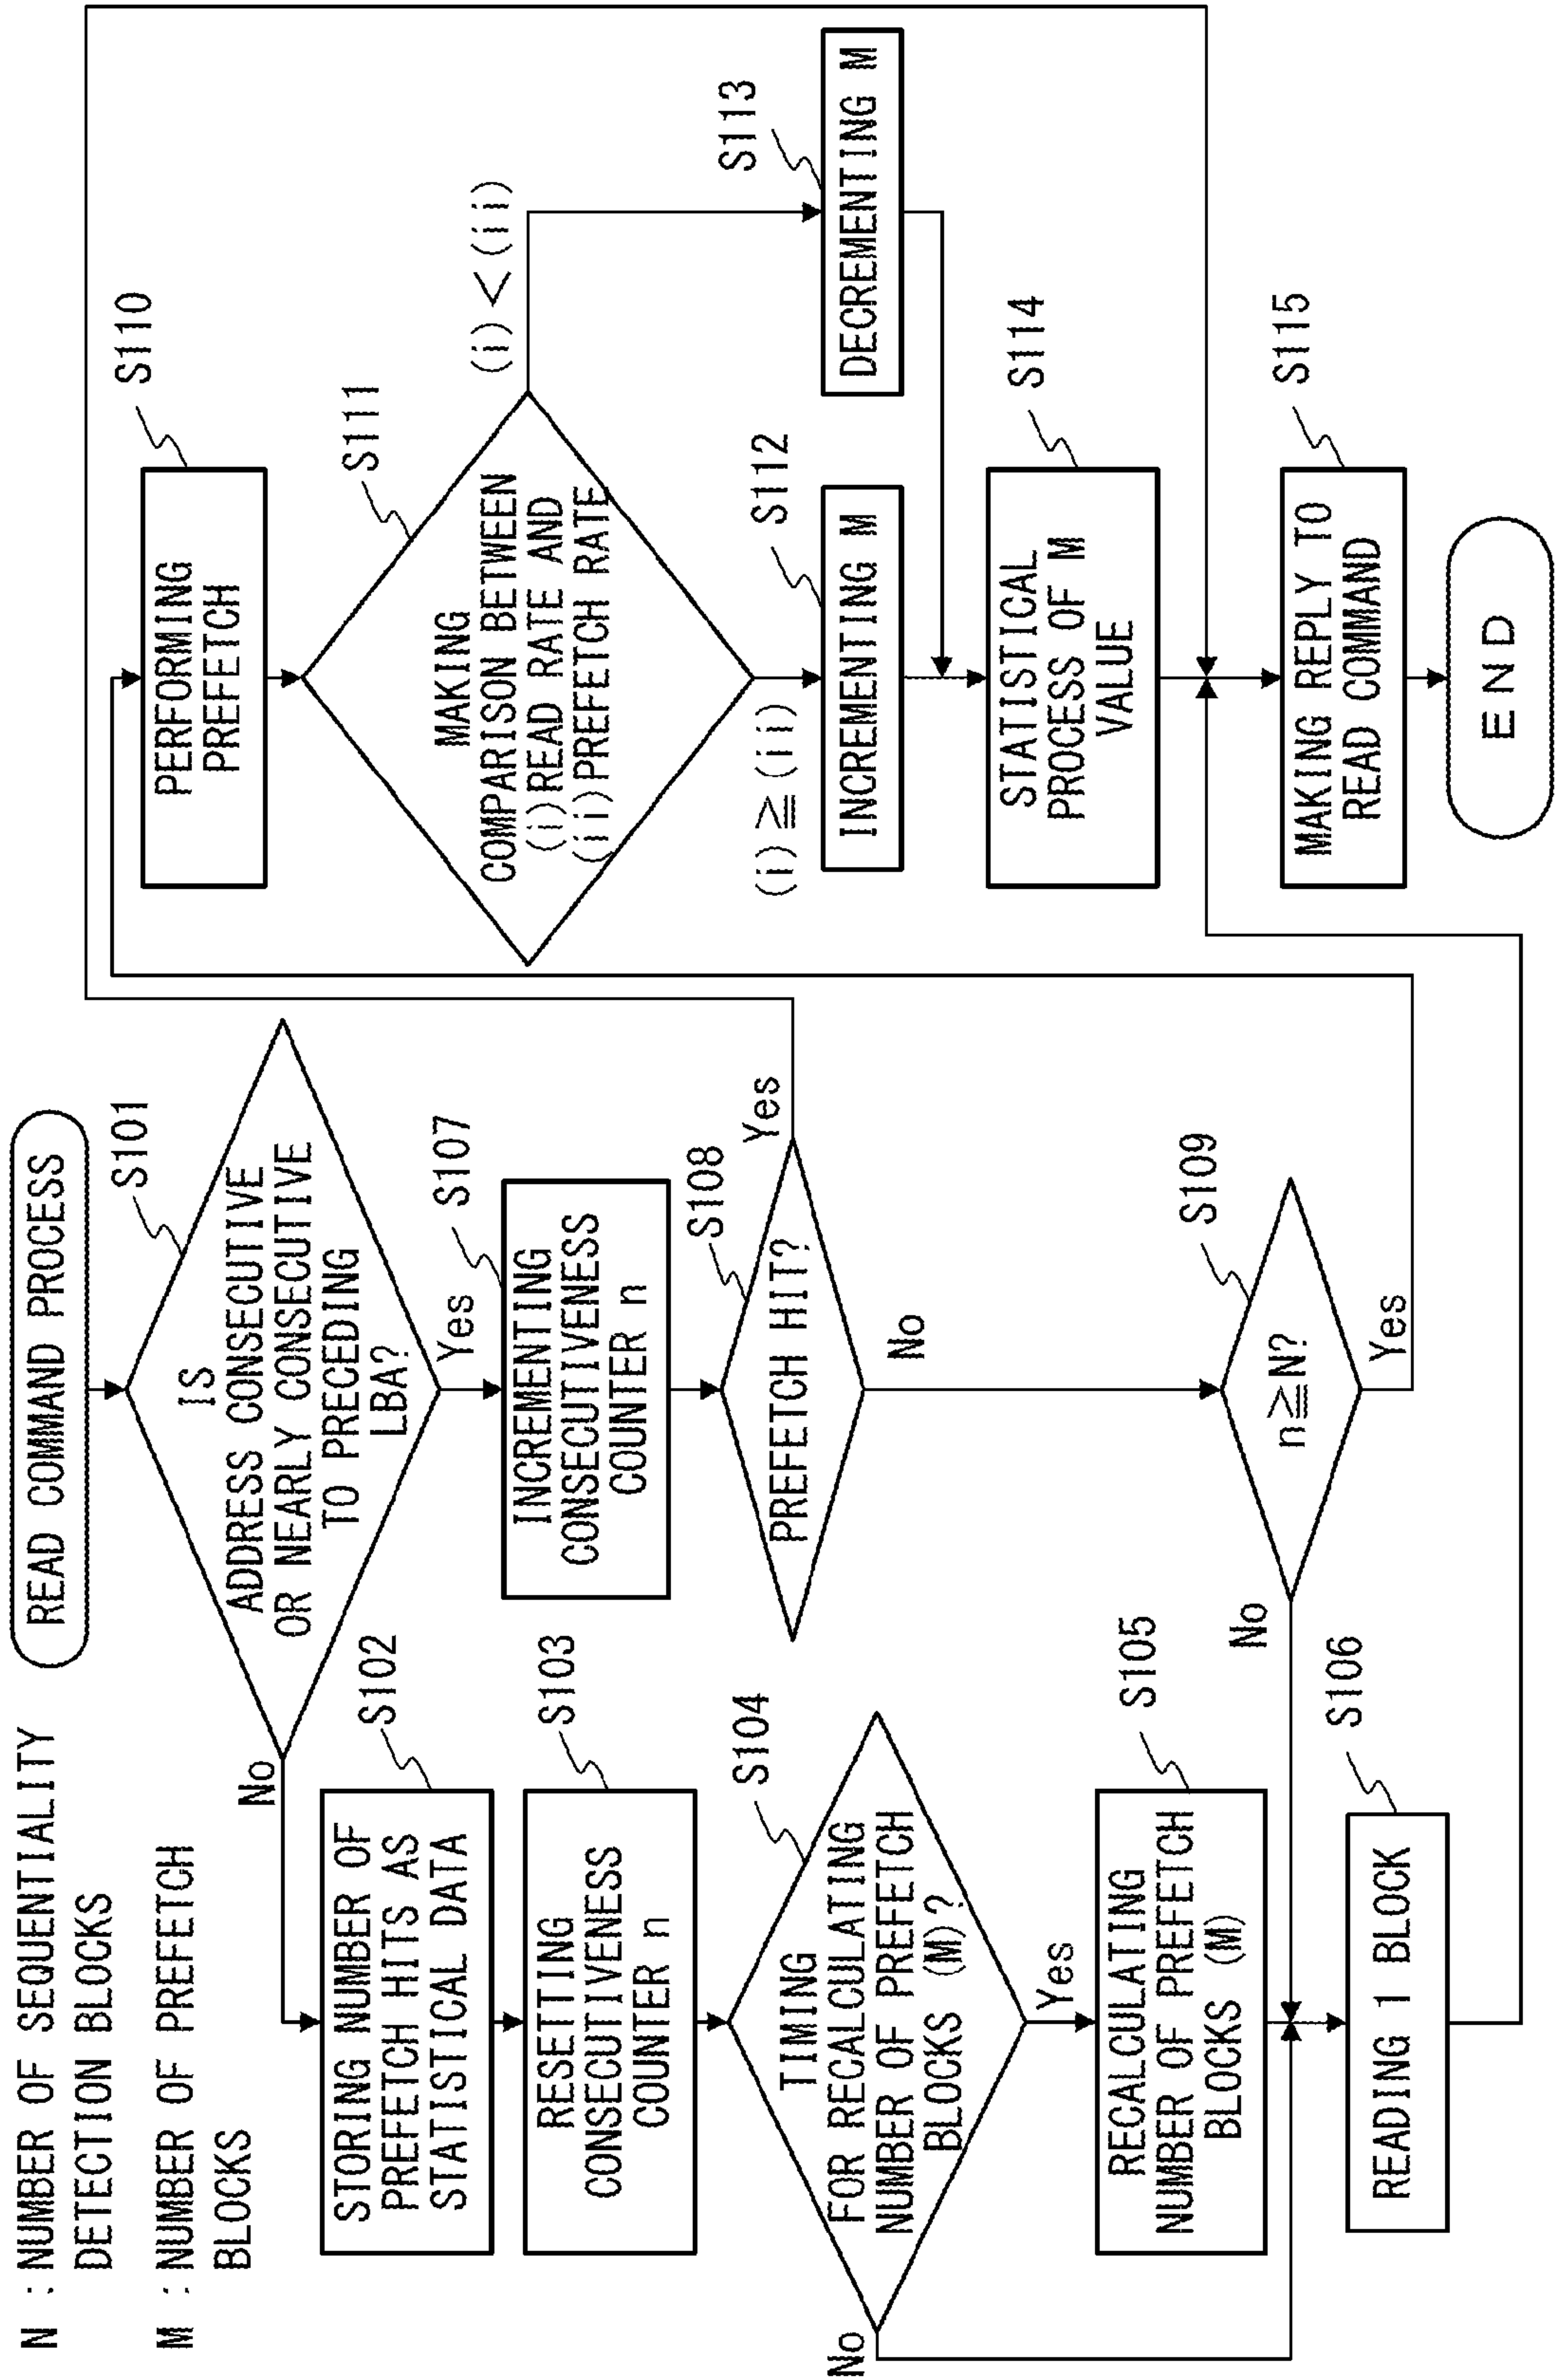 N : NUMBER OF SEQUENTIALITY
DETECTION BLOCKS
M : NUMBER OF PREFETCH
BLOCKS
READ COMMAND PROCESS
S101
IS
ADDRESS CONSECUTIVE
OR NEARLY CONSECUTIVE
TO PRECEDING
LBA?
No
Yes
S102
STORING NUMBER OF
PREFETCH HITS AS
STATISTICAL DATA
S103
RESETTING
CONSECUTIVENESS
COUNTER n
S104
TIMING
FOR RECALCULATING
NUMBER OF PREFETCH
BLOCKS (M)?
No
Yes
S105
RECALCULATING
NUMBER OF PREFETCH
BLOCKS (M)
S106
READING 1 BLOCK
S107
INCREMENTING
CONSECUTIVENESS
COUNTER n
S108
PREFETCH HIT?
Yes
No
S109
n≧N?
No
Yes
S110
PERFORMING
PREFETCH
S111
MAKING
COMPARISON BETWEEN
(i)READ RATE AND
(ii)PREFETCH RATE
(i)<(ii)
(i)≧(ii)
S112
INCREMENTING M
S113
DECREMENTING M
S114
STATISTICAL
PROCESS OF M
VALUE
S115
MAKING REPLY TO
READ COMMAND
END